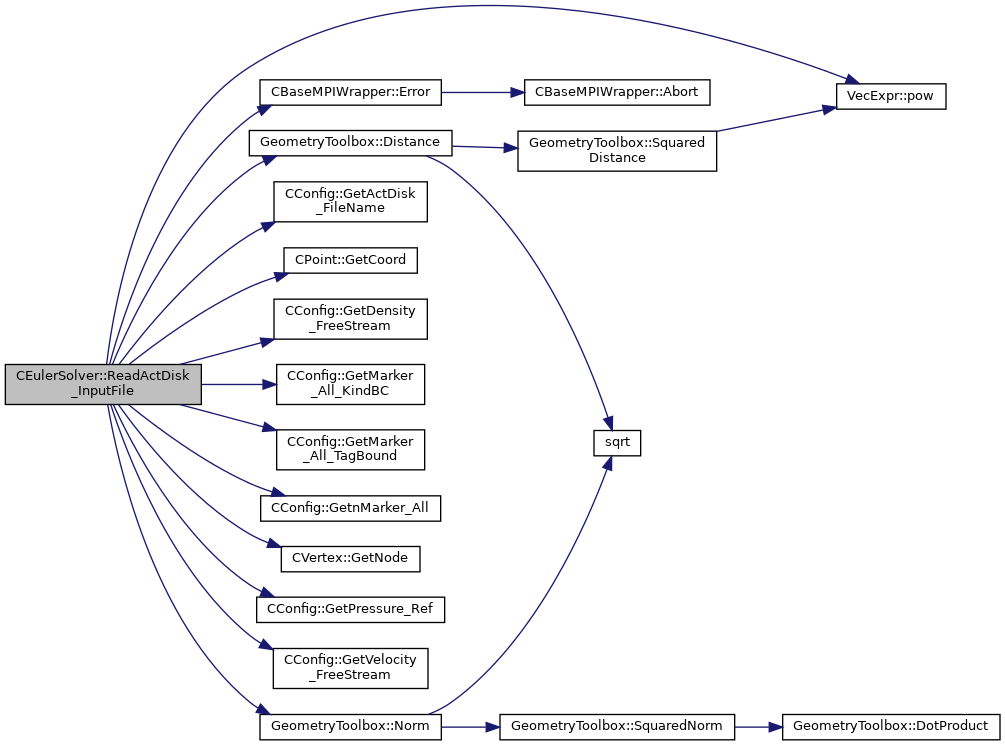 VecExpr::pow
CBaseMPIWrapper::Error
CBaseMPIWrapper::Abort
GeometryToolbox::Distance
GeometryToolbox::Squared
Distance
CConfig::GetActDisk
_FileName
CPoint::GetCoord
CConfig::GetDensity
_FreeStream
CEulerSolver::ReadActDisk
_InputFile
CConfig::GetMarker
_All_KindBC
CConfig::GetMarker
_All_TagBound
sqrt
CConfig::GetnMarker_All
CVertex::GetNode
CConfig::GetPressure_Ref
CConfig::GetVelocity
_FreeStream
GeometryToolbox::Norm
GeometryToolbox::SquaredNorm
GeometryToolbox::DotProduct